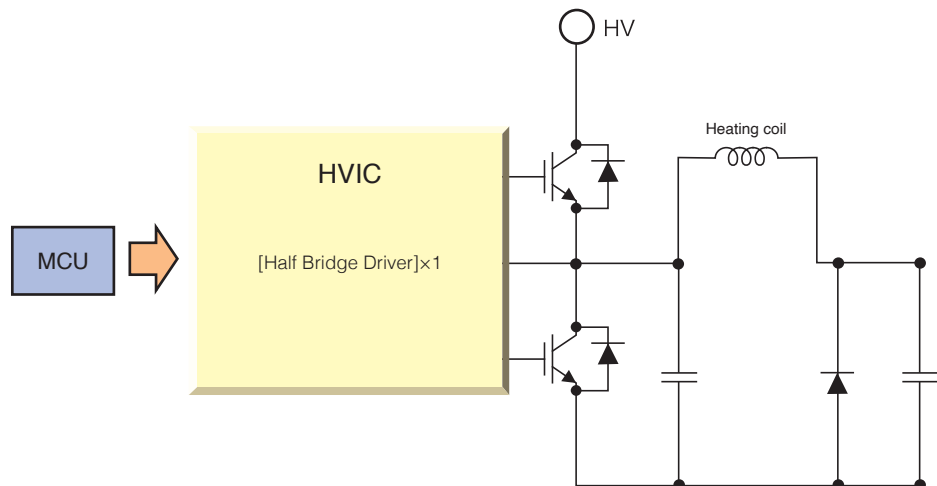 HV
Heating coil
HVIC
[Half Bridge Driver]×1
MCU